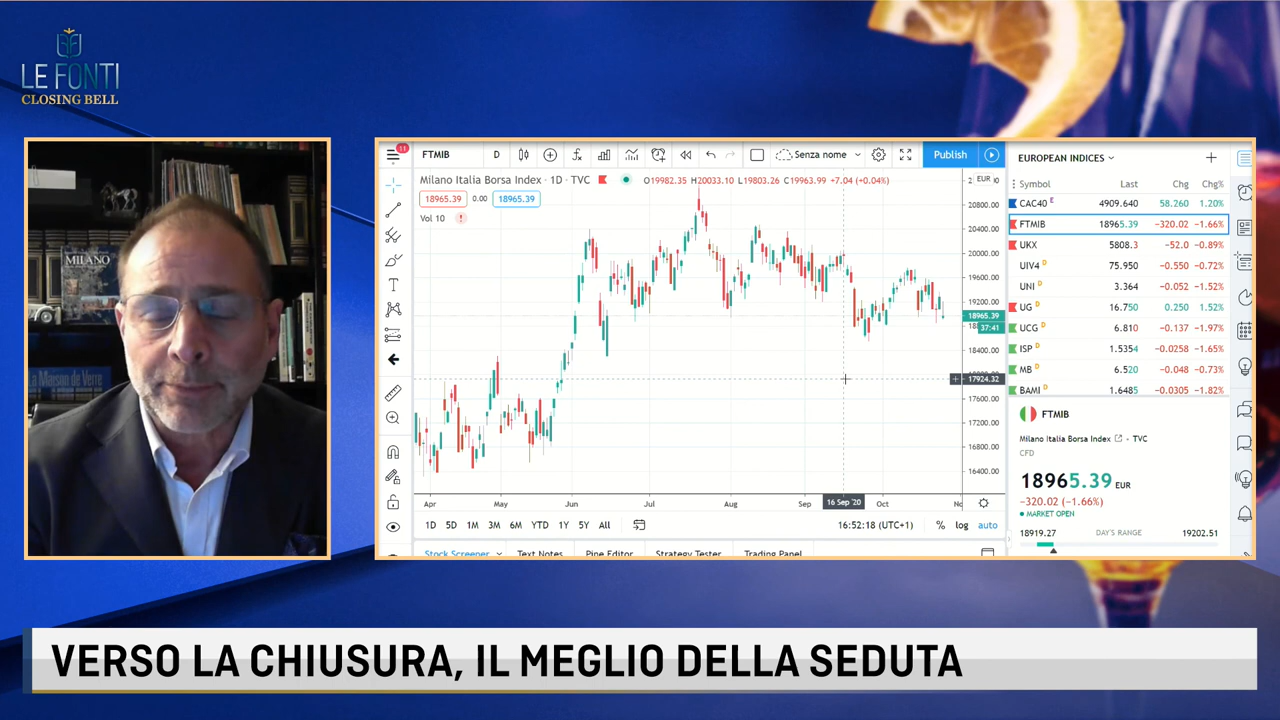 LE FONTI
CLOSING BELL
MILANO
La Maison de Verre
11
FTMIB
D
Senza nome
Publish
Milano Italia Borsa Index · 1D · TVC
O19982.35 H20033.10 L19803.26 C19963.99 +7.04 (+0.04%)
EUR
18965.39 0.00 18965.39
Vol 10
20800.00
20400.00
20000.00
19600.00
19200.00
18965.39
37:41
18400.00
17924.32
17600.00
17200.00
16800.00
16400.00
Apr May Jun Jul Aug Sep 16 Sep '20 Oct
1D 5D 1M 3M 6M YTD 1Y 5Y All
16:52:18 (UTC+1) % log auto
Stock Screener Text Notes Pine Editor Strategy Tester Trading Panel
EUROPEAN INDICES
Symbol Last Chg Chg%
CAC40 E 4909.640 58.260 1.20%
FTMIB 18965.39 −320.02 −1.66%
UKX 5808.3 −52.0 −0.89%
UIV4 D 75.950 −0.550 −0.72%
UNI D 3.364 −0.052 −1.52%
UG D 16.750 0.250 1.52%
UCG D 6.810 −0.137 −1.97%
ISP D 1.5354 −0.0258 −1.65%
MB D 6.520 −0.048 −0.73%
BAMI D 1.6485 −0.0305 −1.82%
FTMIB
Milano Italia Borsa Index · TVC
CFD
18965.39 EUR
−320.02 (−1.66%)
MARKET OPEN
18919.27 DAY'S RANGE 19202.51
VERSO LA CHIUSURA, IL MEGLIO DELLA SEDUTA